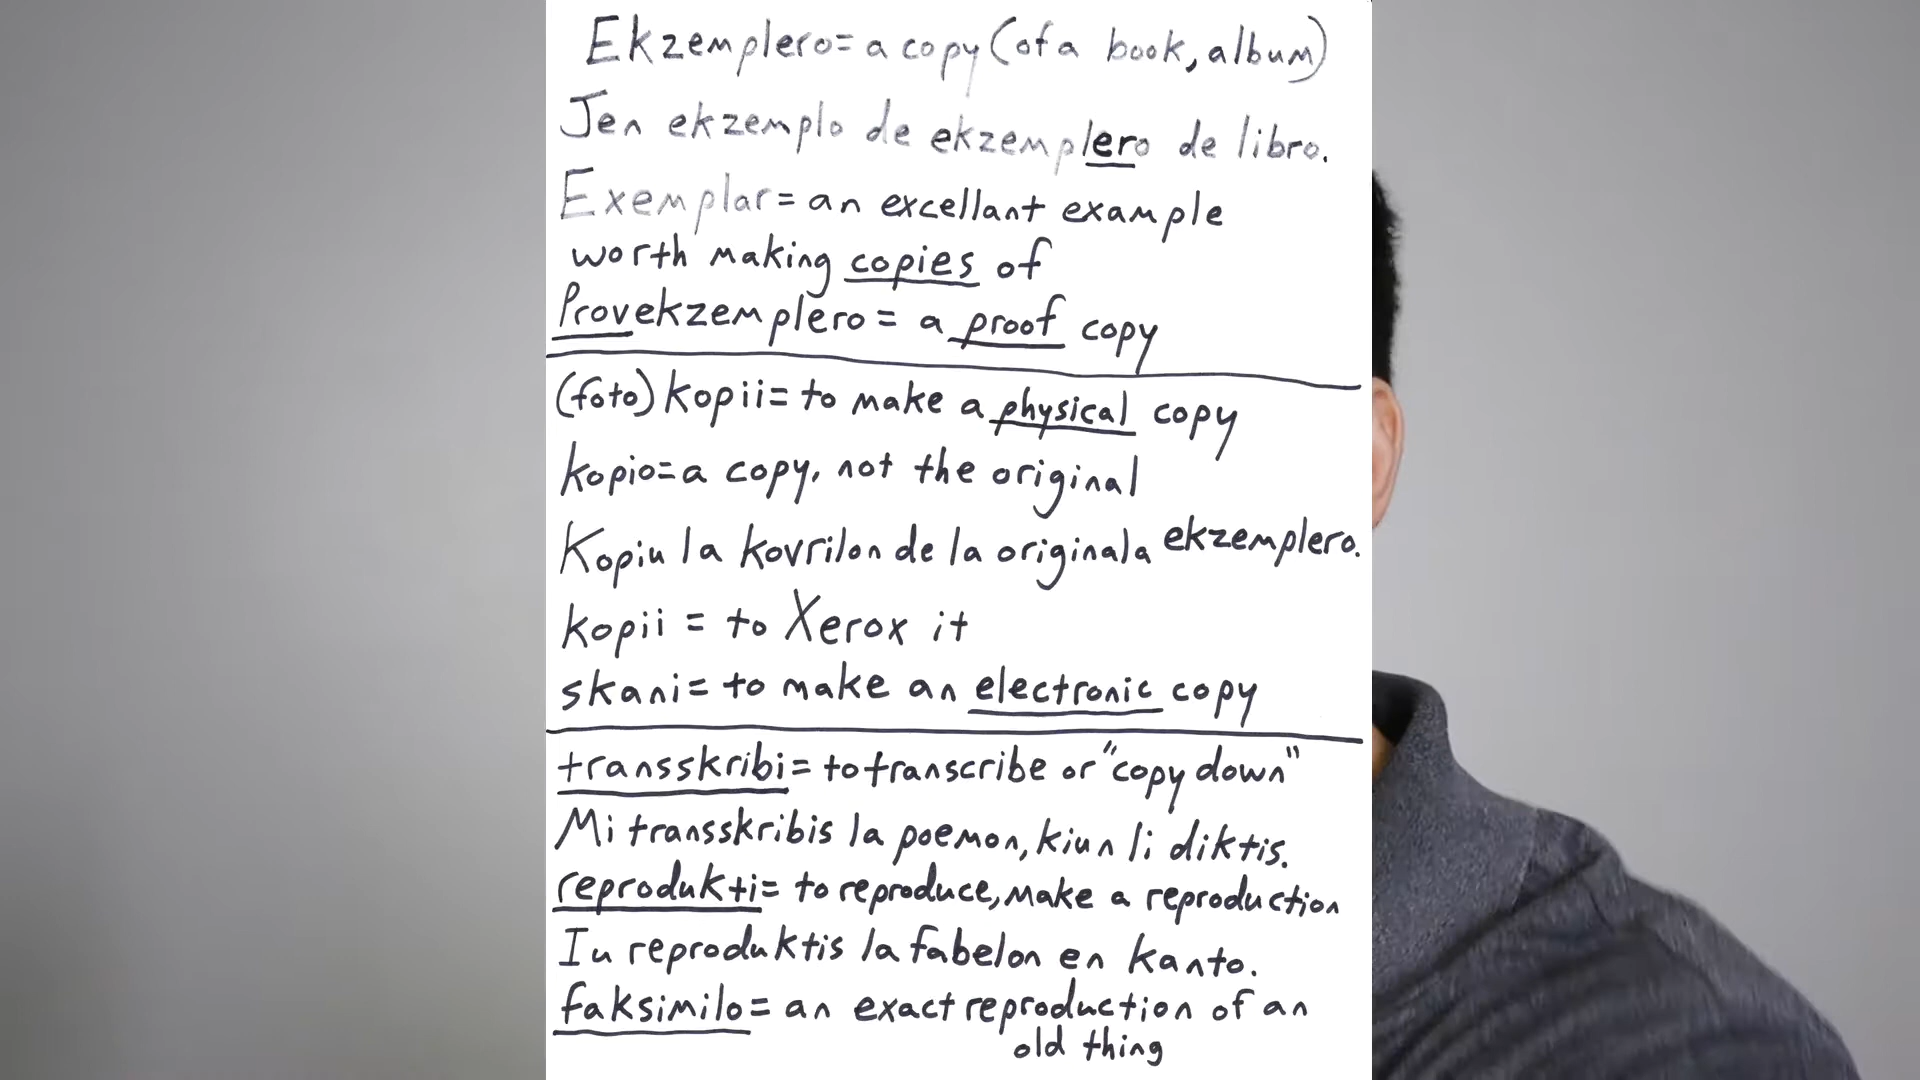 Ekzemplero= a copy (of a book, album)
Jen ekzemplo de ekzemplero de libro.
Exemplar= an excellant example
worth making copies of
Provekzemplero= a proof copy
(foto) kopii= to make a physical copy
kopio=a copy, not the original
Kopiu la kovrilon de la originala ekzemplero.
kopii = to Xerox it
skani= to make an electronic copy
transskribi= to transcribe or "copy down"
Mi transskribis la poemon, kiun li diktis.
reprodukti= to reproduce, make a reproduction
Iu reproduktis la fabelon en kanto.
faksimilo= an exact reproduction of an
old thing